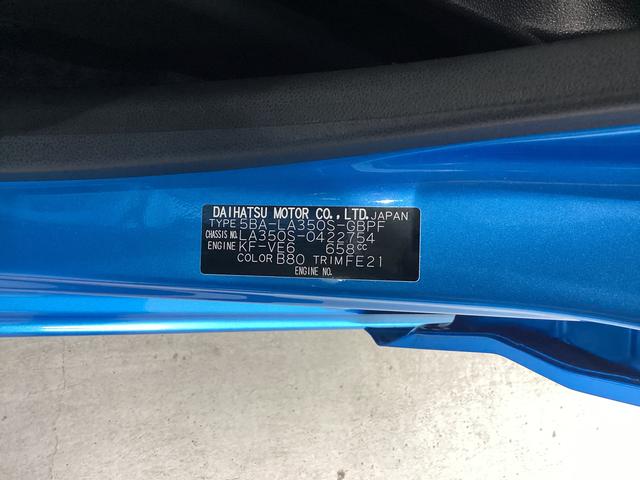 DAIHATSU MOTOR CO.,LTD. JAPAN
TYPE 5BA-LA350S-GBPF
CHASSIS NO. LA350S-0422754
ENGINE KF-VE6 658cc
COLOR B80 TRIM FE21
ENGINE NO.